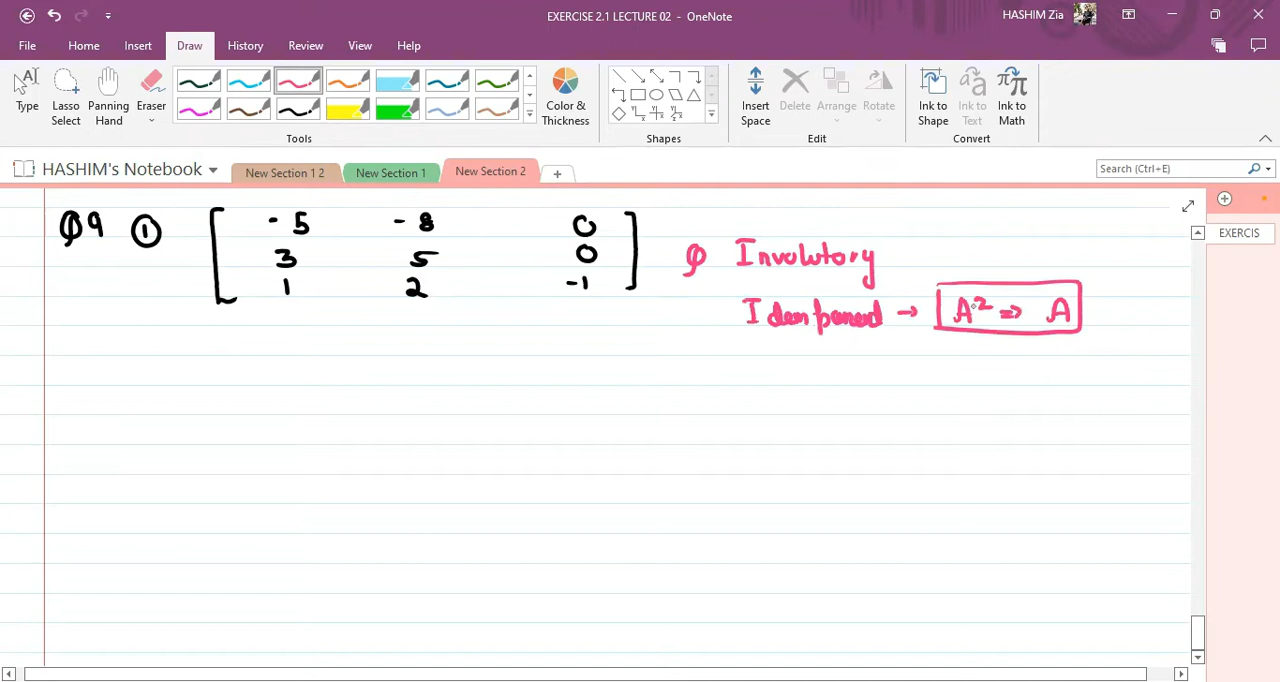 EXERCISE 2.1 LECTURE 02 - OneNote
HASHIM Zia
File Home Insert Draw History Review View Help
Type
Lasso Select
Panning Hand
Eraser
Color & Thickness
Insert Space
Delete
Arrange
Rotate
Ink to Shape
Ink to Text
Ink to Math
Tools
Shapes
Edit
Convert
HASHIM's Notebook
New Section 1 2
New Section 1
New Section 2
Search (Ctrl+E)
EXERCIS
Q9 ① [ -5 -8 0
3 5 0
1 2 -1 ]
Involutory
→ A² => A